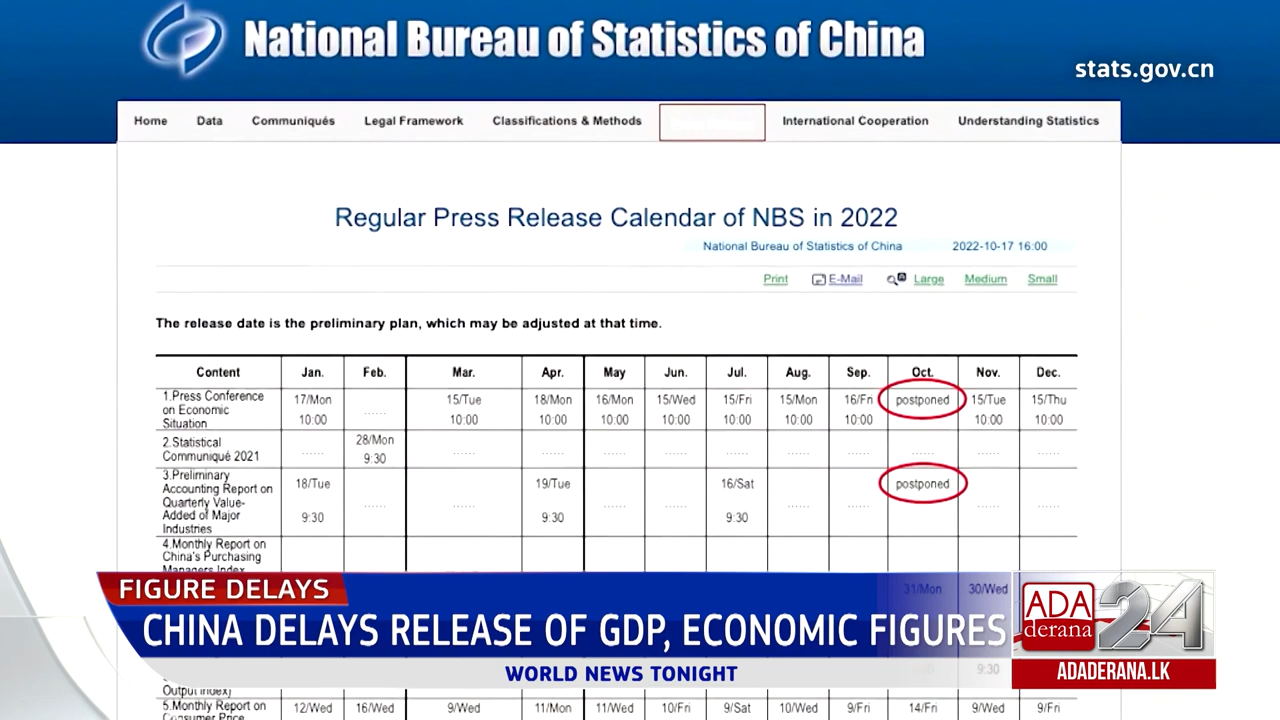 National Bureau of Statistics of China
stats.gov.cn
Home Data Communiqués Legal Framework Classifications & Methods International Cooperation Understanding Statistics
Regular Press Release Calendar of NBS in 2022
National Bureau of Statistics of China 2022-10-17 16:00
Print E-Mail Large Medium Small
The release date is the preliminary plan, which may be adjusted at that time.
Content Jan. Feb. Mar. Apr. May Jun. Jul. Aug. Sep. Oct. Nov. Dec.
1.Press Conference
on Economic
Situation
17/Mon ...... 15/Tue 18/Mon 16/Mon 15/Wed 15/Fri 15/Mon 16/Fri postponed 15/Tue 15/Thu
10:00 10:00 10:00 10:00 10:00 10:00 10:00 10:00 10:00 10:00
2.Statistical
Communiqué 2021
28/Mon
...... 9:30 ...... ...... ...... ...... ...... ...... ...... ...... ...... ......
3.Preliminary
Accounting Report on
Quarterly Value-
Added of Major
Industries
18/Tue 19/Tue 16/Sat postponed
...... ...... ...... ...... ...... ...... ...... ......
9:30 9:30 9:30
4.Monthly Report on
China's Purchasing
Managers Index
31/Mon 30/Wed
FIGURE DELAYS
CHINA DELAYS RELEASE OF GDP, ECONOMIC FIGURES
ADA
derana
24
WORLD NEWS TONIGHT
ADADERANA.LK
9:30
Output Index)
5.Monthly Report on
Consumer Price
12/Wed 16/Wed 9/Wed 11/Mon 11/Wed 10/Fri 9/Sat 10/Wed 9/Fri 14/Fri 9/Wed 9/Fri